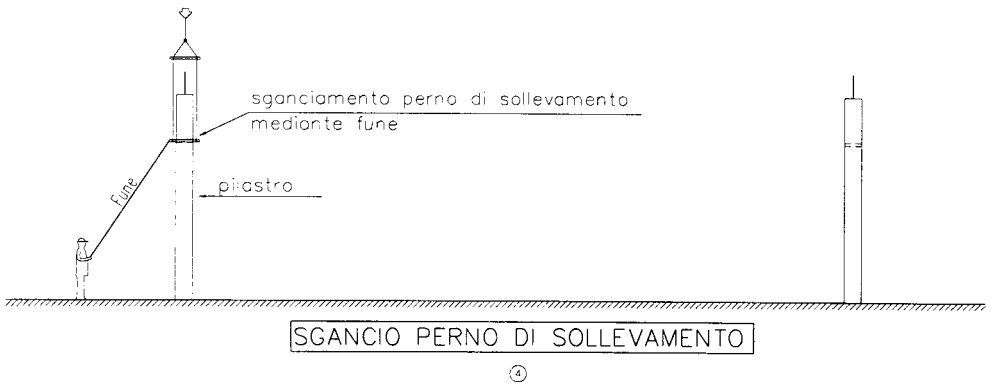 sganciamento perno di sollevamento
mediante fune
Fune
pilastro
SGANCIO PERNO DI SOLLEVAMENTO
4